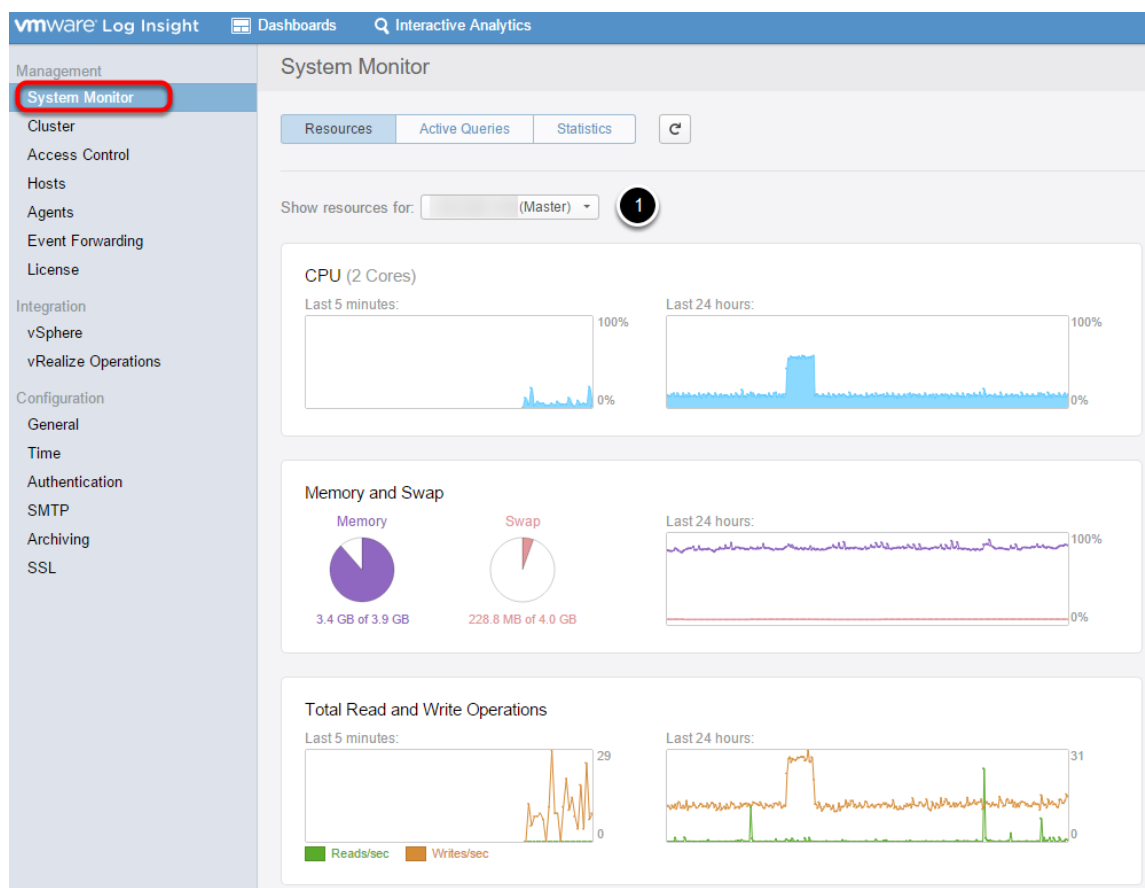 vmware Log Insight Dashboards Interactive Analytics
Management
System Monitor
Cluster
Access Control
Hosts
Agents
Event Forwarding
License
Integration
vSphere
vRealize Operations
Configuration
General
Time
Authentication
SMTP
Archiving
SSL
System Monitor
Resources Active Queries Statistics
Show resources for: (Master) 1
CPU (2 Cores)
Last 5 minutes: Last 24 hours:
100% 100%
0% 0%
Memory and Swap
Memory Swap Last 24 hours:
100%
0%
3.4 GB of 3.9 GB 228.8 MB of 4.0 GB
Total Read and Write Operations
Last 5 minutes: Last 24 hours:
29 31
0 0
Reads/sec Writes/sec